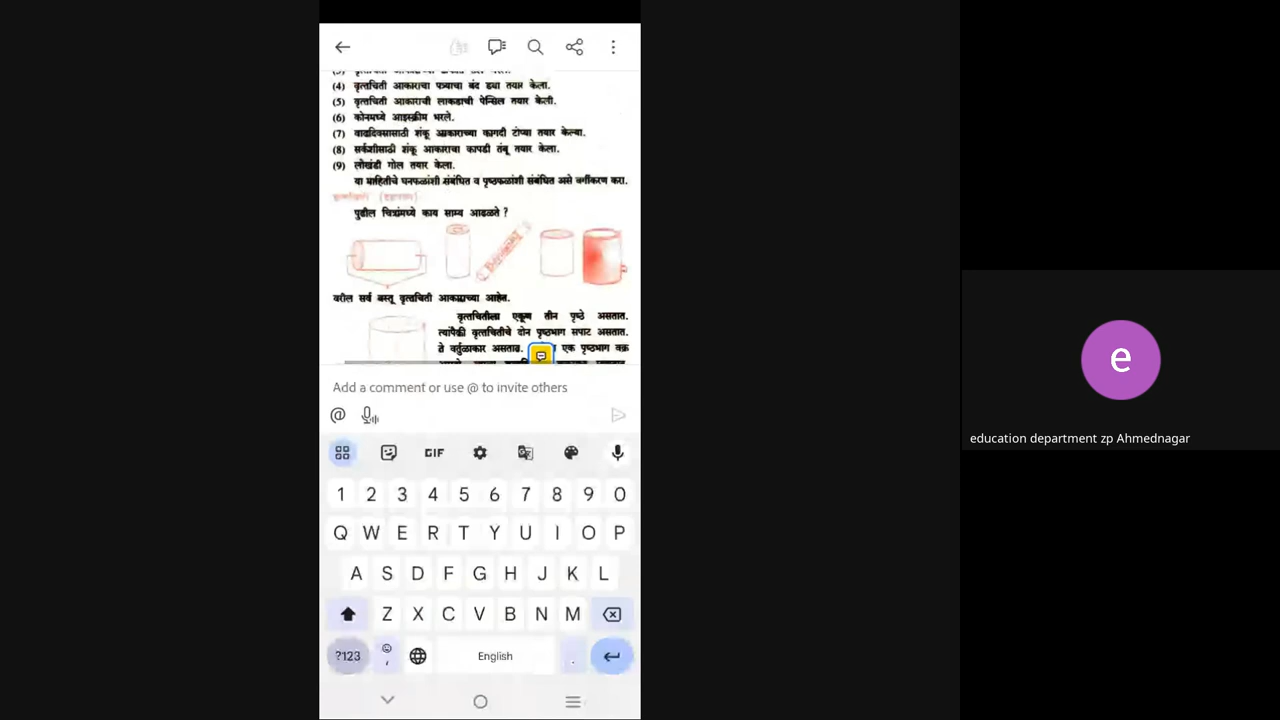 (4) वृत्तचिती आकाराचा पत्र्याचा बंद डबा तयार केला.
(5) वृत्तचिती आकाराची लाकडाची पेन्सिल तयार केली.
(6) कोनमध्ये आइस्क्रीम भरले.
(7) वाढदिवसासाठी शंकू आकाराच्या कागदी टोप्या तयार केल्या.
(8) सर्कशीसाठी शंकू आकाराचा कापडी तंबू तयार केला.
(9) लोखंडी गोल तयार केला.
या माहितीचे घनफळांशी संबंधित व पृष्ठफळांशी संबंधित असे वर्गीकरण करा.
पुढील चित्रांमध्ये काय साम्य आढळते ?
वरील सर्व वस्तू वृत्तचिती आकाराच्या आहेत.
वृत्तचितीला एकूण तीन पृष्ठे असतात.
त्यांपैकी वृत्तचितीचे दोन पृष्ठभाग सपाट असतात.
ते वर्तुळाकार असतात. एक पृष्ठभाग वक्र
Add a comment or use @ to invite others
@
GIF
1 2 3 4 5 6 7 8 9 0
Q W E R T Y U I O P
A S D F G H J K L
Z X C V B N M
?123 , English .
e
education department zp Ahmednagar